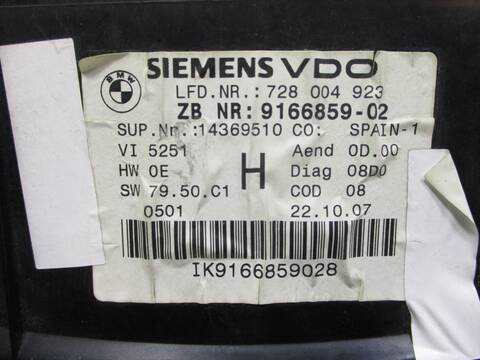 BMW
SIEMENS VDO
LFD.NR.:728 004 923
ZB NR:9166859-02
SUP.Nr.:14369510 CO: SPAIN-1
VI 5251 Aend 0D.00
HW 0E H Diag 08D0
SW 79.50.C1 COD 08
0501 22.10.07
IK9166859028